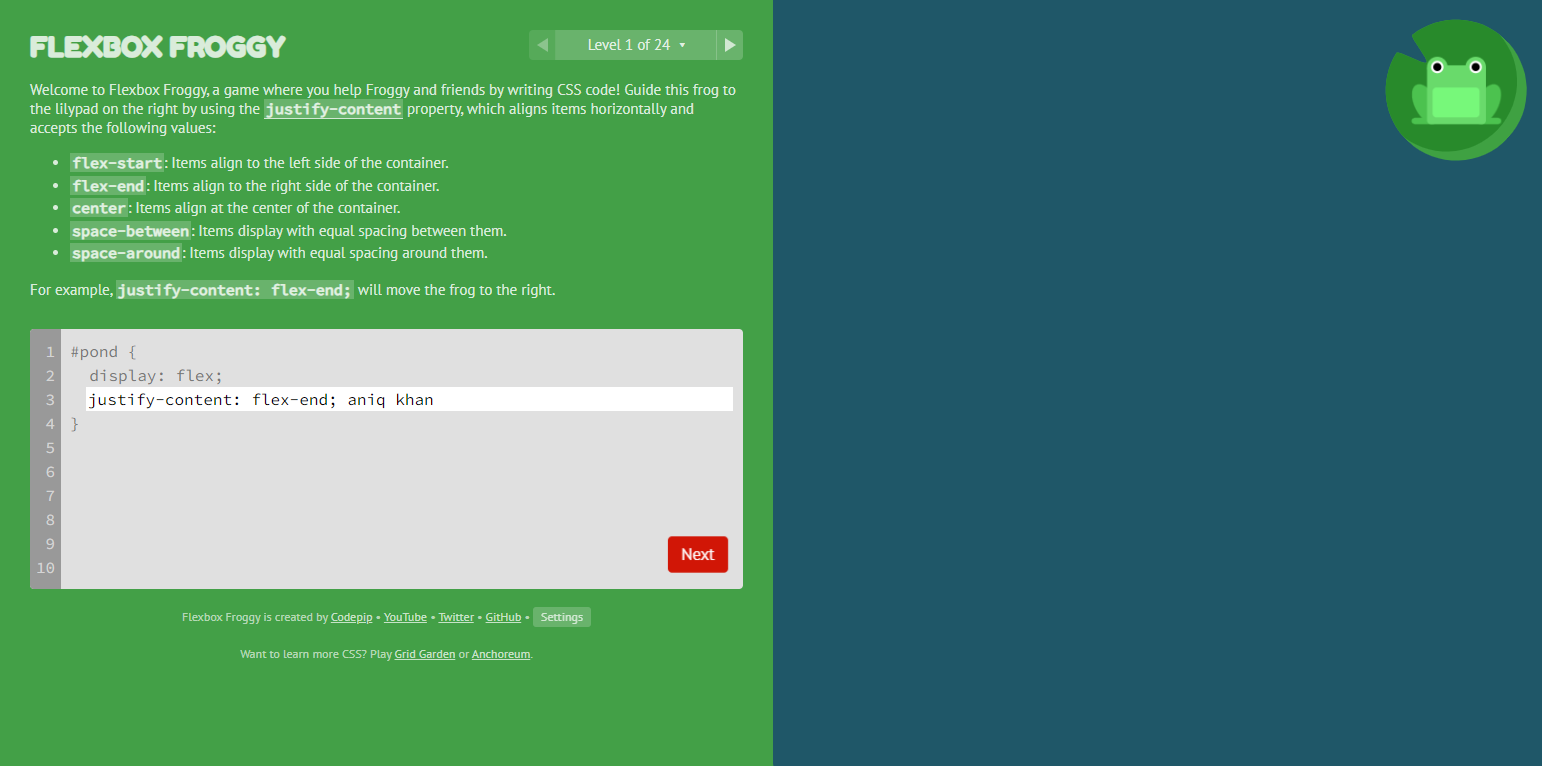 FLEXBOX FROGGY
◀ Level 1 of 24 ▾ ▶
Welcome to Flexbox Froggy, a game where you help Froggy and friends by writing CSS code! Guide this frog to
the lilypad on the right by using the justify-content property, which aligns items horizontally and
accepts the following values:
• flex-start: Items align to the left side of the container.
• flex-end: Items align to the right side of the container.
• center: Items align at the center of the container.
• space-between: Items display with equal spacing between them.
• space-around: Items display with equal spacing around them.
For example, justify-content: flex-end; will move the frog to the right.
1 #pond {
2 display: flex;
3 justify-content: flex-end; aniq khan
4 }
5
6
7
8
9
10
Next
Flexbox Froggy is created by Codepip • YouTube • Twitter • GitHub • Settings
Want to learn more CSS? Play Grid Garden or Anchoreum.